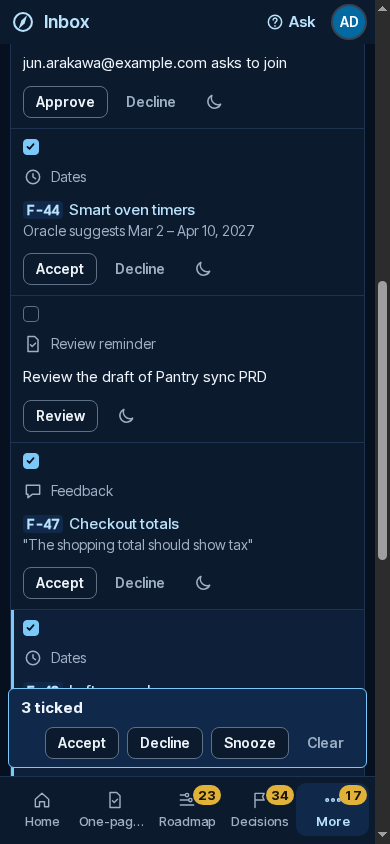 Inbox
Ask
AD
jun.arakawa@example.com asks to join
Approve Decline
Dates
F-44 Smart oven timers
Oracle suggests Mar 2 – Apr 10, 2027
Accept Decline
Review reminder
Review the draft of Pantry sync PRD
Review
Feedback
F-47 Checkout totals
"The shopping total should show tax"
Accept Decline
Dates
3 ticked
Accept Decline Snooze Clear
23 34 17
Home One-pag... Roadmap Decisions More